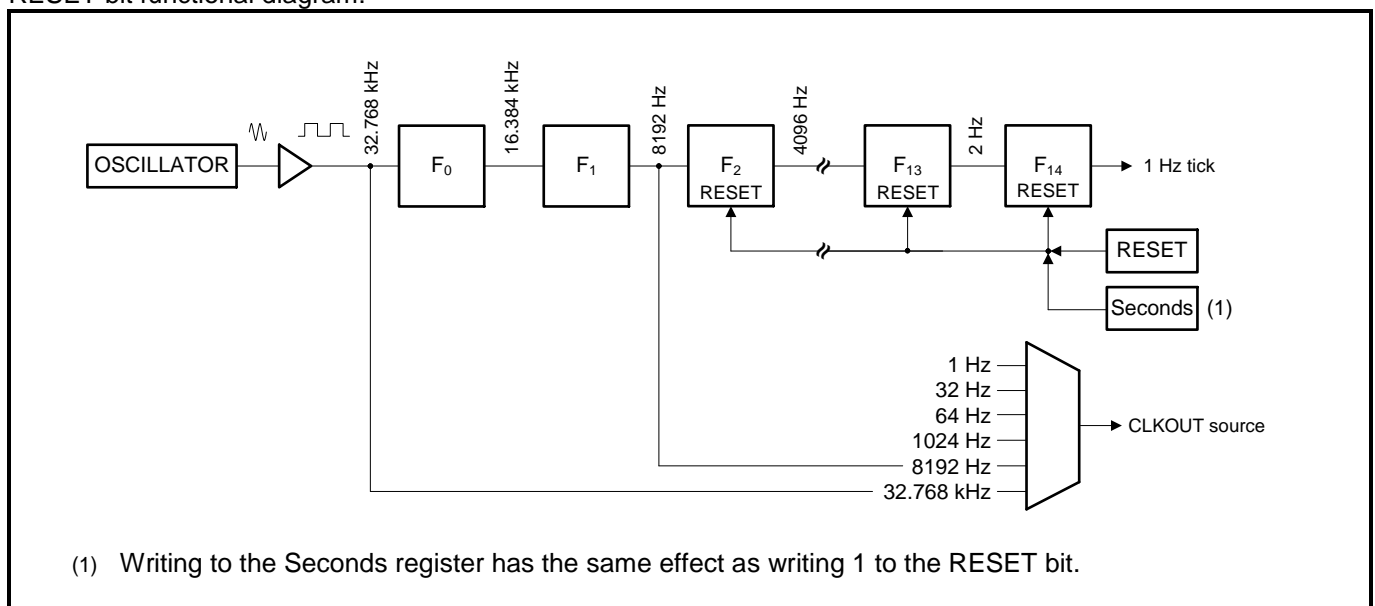 RESET bit functional diagram:
32.768 kHz
16.384 kHz
8192 Hz
4096 Hz
2 Hz
OSCILLATOR
F0
F1
F2
RESET
F13
RESET
F14
RESET
1 Hz tick
RESET
Seconds (1)
1 Hz
32 Hz
64 Hz
1024 Hz
8192 Hz
32.768 kHz
CLKOUT source
(1) Writing to the Seconds register has the same effect as writing 1 to the RESET bit.